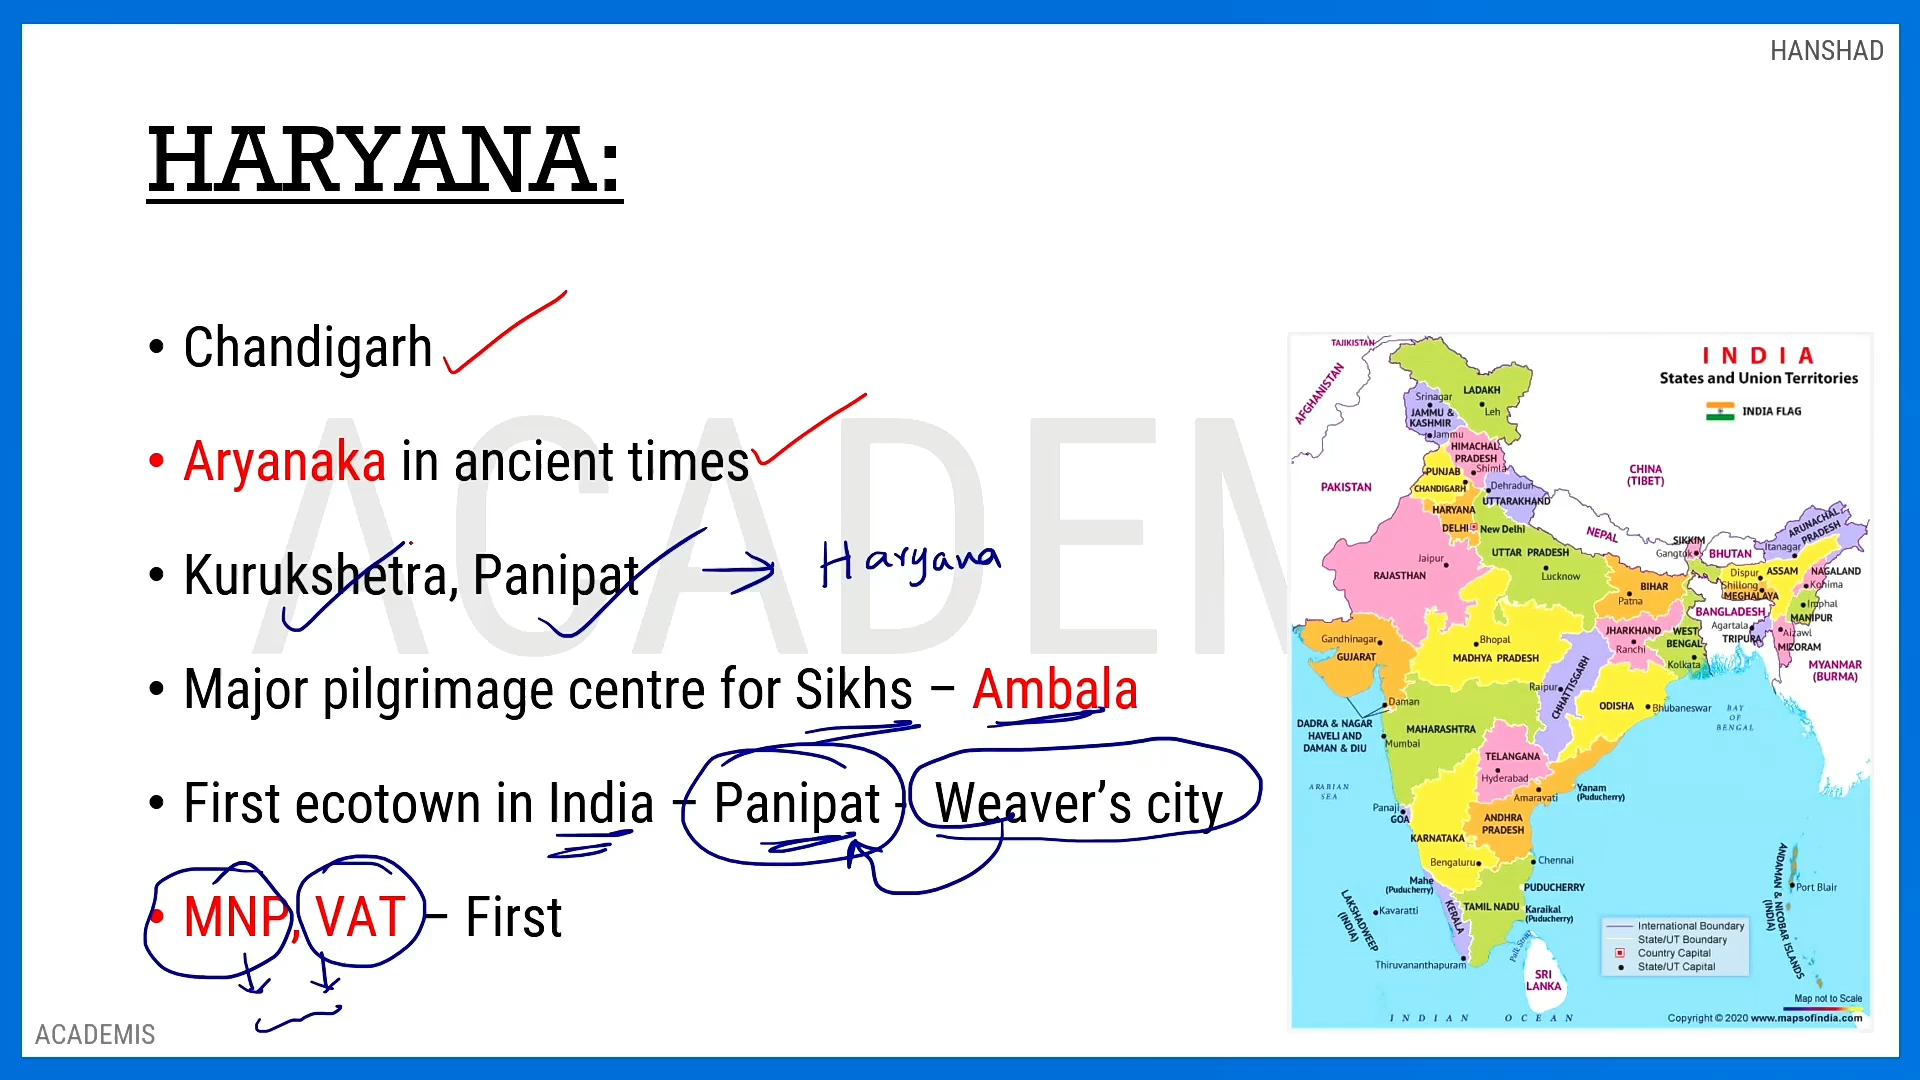 HANSHAD
HARYANA:
• Chandigarh
• Aryanaka in ancient times
• Kurukshetra, Panipat → Haryana
• Major pilgrimage centre for Sikhs – Ambala
• First ecotown in India – Panipat - Weaver's city
• MNP, VAT – First
ACADEM
ACADEMIS
INDIA
States and Union Territories
INDIA FLAG
TAJIKISTAN
AFGHANISTAN
PAKISTAN
CHINA
(TIBET)
NEPAL
BHUTAN
BANGLADESH
MYANMAR
(BURMA)
SRI
LANKA
LADAKH
Leh
Srinagar
JAMMU &
KASHMIR
Jammu
HIMACHAL
PRADESH
Shimla
PUNJAB
CHANDIGARH
Dehradun
UTTARAKHAND
HARYANA
DELHI
New Delhi
UTTAR PRADESH
Lucknow
Jaipur
RAJASTHAN
BIHAR
Patna
SIKKIM
Gangtok
ARUNACHAL
PRADESH
Itanagar
Dispur
ASSAM
NAGALAND
Kohima
Shillong
MEGHALAYA
Imphal
MANIPUR
Agartala
TRIPURA
Aizawl
MIZORAM
Gandhinagar
GUJARAT
Bhopal
MADHYA PRADESH
JHARKHAND
Ranchi
WEST
BENGAL
Kolkata
Raipur
CHHATTISGARH
ODISHA
Bhubaneswar
BAY
OF
BENGAL
Daman
DADRA & NAGAR
HAVELI AND
DAMAN & DIU
MAHARASHTRA
Mumbai
TELANGANA
Hyderabad
Amaravati
Yanam
(Puducherry)
ARABIAN
SEA
Panaji
GOA
KARNATAKA
ANDHRA
PRADESH
Bengaluru
Chennai
Mahe
(Puducherry)
PUDUCHERRY
TAMIL NADU
Karaikal
(Puducherry)
KERALA
LAKSHADWEEP
(INDIA)
Kavaratti
Thiruvananthapuram
Palk Strait
ANDAMAN & NICOBAR ISLANDS
(INDIA)
Port Blair
INDIAN OCEAN
International Boundary
State/UT Boundary
Country Capital
State/UT Capital
Map not to Scale
Copyright © 2020 www.mapsofindia.com